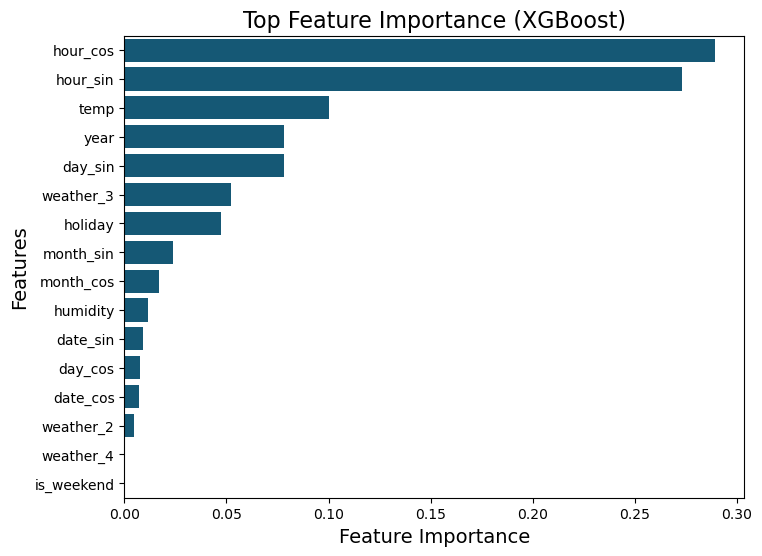 Top Feature Importance (XGBoost)
hour_cos
hour_sin
temp
year
day_sin
weather_3
holiday
month_sin
month_cos
humidity
date_sin
day_cos
date_cos
weather_2
weather_4
is_weekend
Features
0.00 0.05 0.10 0.15 0.20 0.25 0.30
Feature Importance